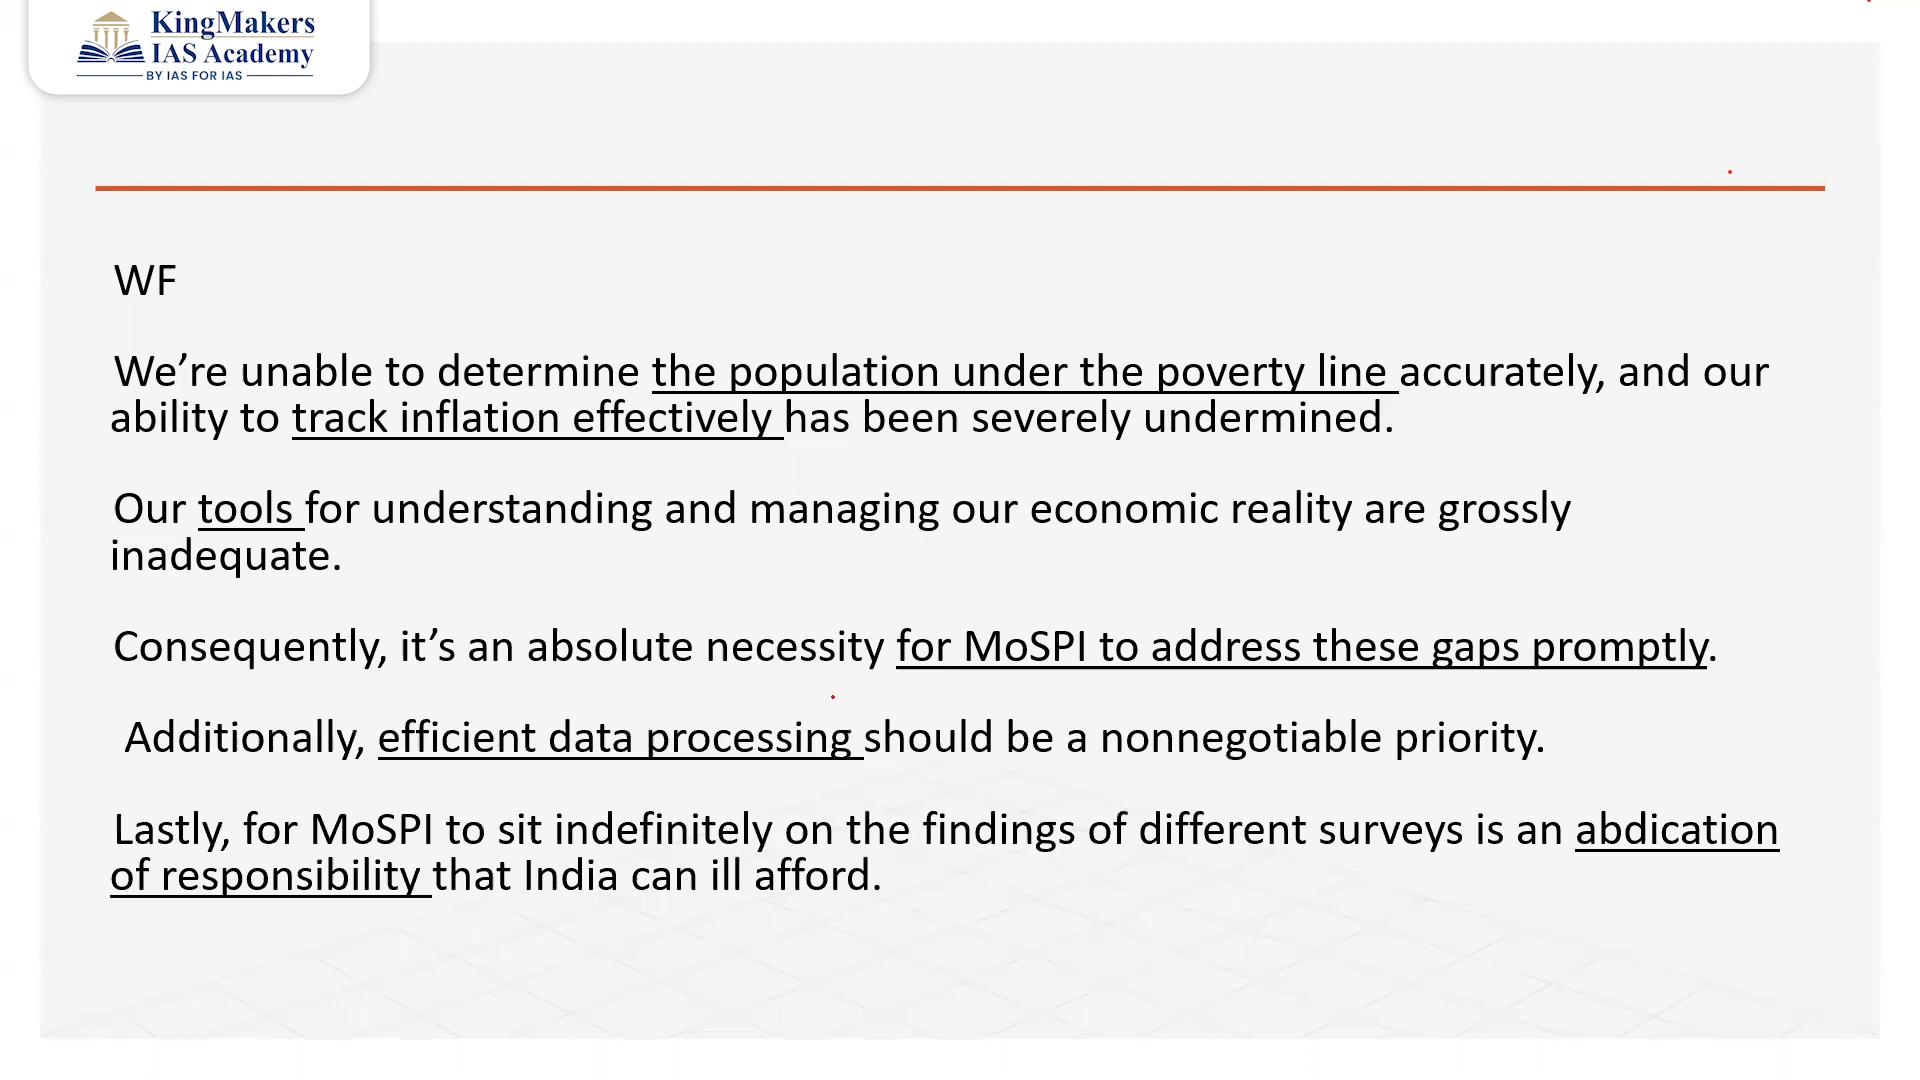 KingMakers
IAS Academy
BY IAS FOR IAS
WF
We’re unable to determine the population under the poverty line accurately, and our
ability to track inflation effectively has been severely undermined.
Our tools for understanding and managing our economic reality are grossly
inadequate.
Consequently, it’s an absolute necessity for MoSPI to address these gaps promptly.
Additionally, efficient data processing should be a nonnegotiable priority.
Lastly, for MoSPI to sit indefinitely on the findings of different surveys is an abdication
of responsibility that India can ill afford.